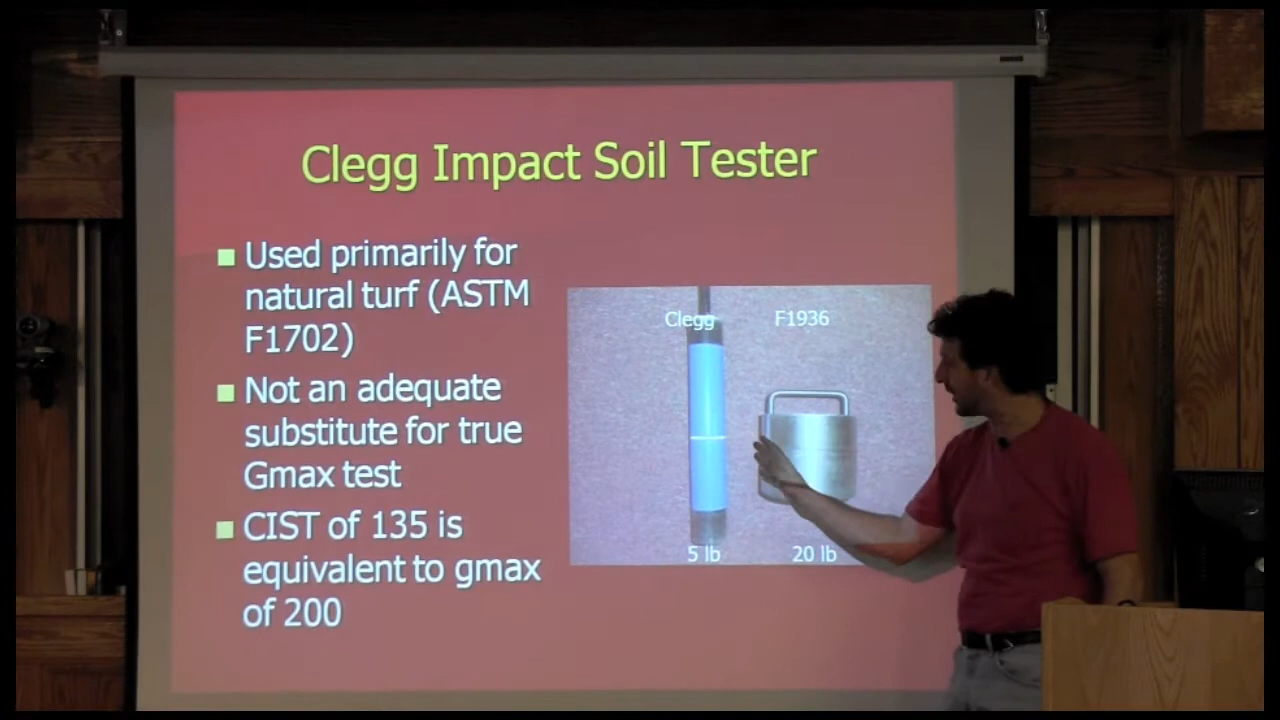 Clegg Impact Soil Tester
Used primarily for
natural turf (ASTM
F1702)
Not an adequate
substitute for true
Gmax test
CIST of 135 is
equivalent to gmax
of 200
Clegg F1936
5 lb 20 lb